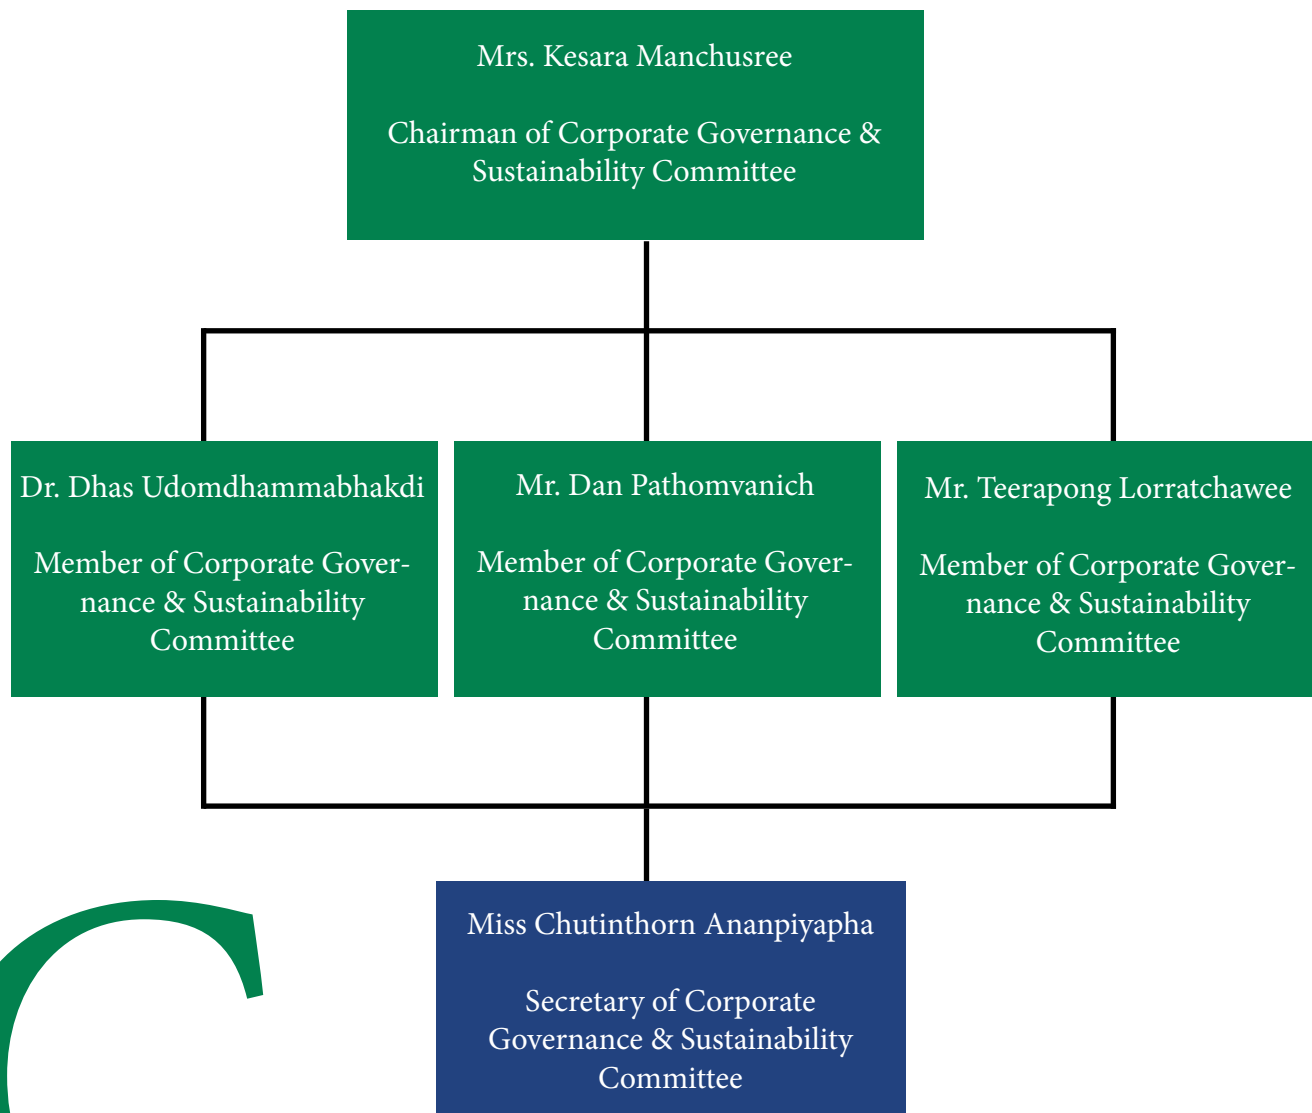 Mrs. Kesara Manchusree
Chairman of Corporate Governance &
Sustainability Committee
Dr. Dhas Udomdhammabhakdi
Member of Corporate Gover-
nance & Sustainability
Committee
Mr. Dan Pathomvanich
Member of Corporate Gover-
nance & Sustainability
Committee
Mr. Teerapong Lorratchawee
Member of Corporate Gover-
nance & Sustainability
Committee
Miss Chutinthorn Ananpiyapha
Secretary of Corporate
Governance & Sustainability
Committee